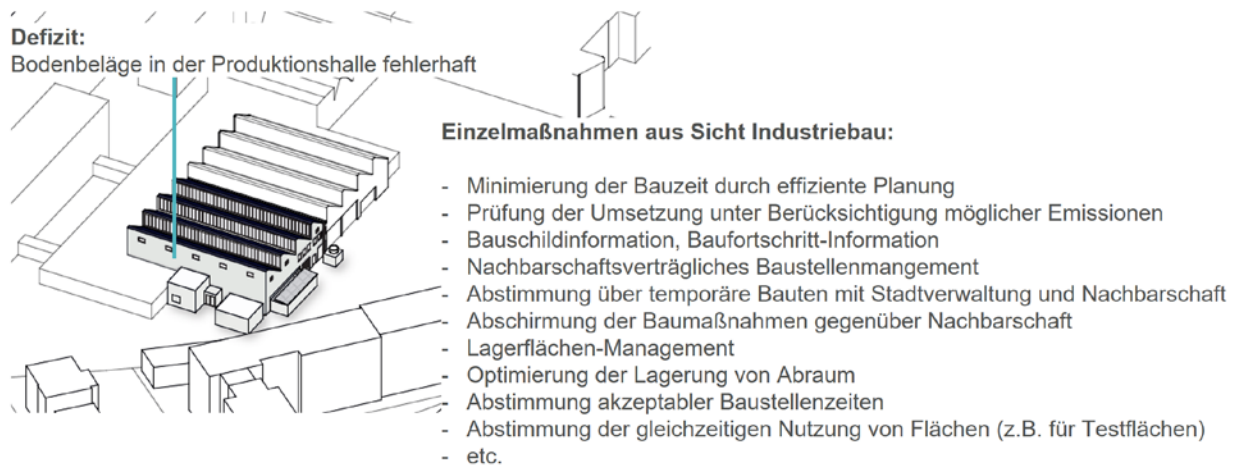 Defizit:
Bodenbeläge in der Produktionshalle fehlerhaft
Einzelmaßnahmen aus Sicht Industriebau:
- Minimierung der Bauzeit durch effiziente Planung
- Prüfung der Umsetzung unter Berücksichtigung möglicher Emissionen
- Bauschildinformation, Baufortschritt-Information
- Nachbarschaftsverträgliches Baustellenmangement
- Abstimmung über temporäre Bauten mit Stadtverwaltung und Nachbarschaft
- Abschirmung der Baumaßnahmen gegenüber Nachbarschaft
- Lagerflächen-Management
- Optimierung der Lagerung von Abraum
- Abstimmung akzeptabler Baustellenzeiten
- Abstimmung der gleichzeitigen Nutzung von Flächen (z.B. für Testflächen)
- etc.